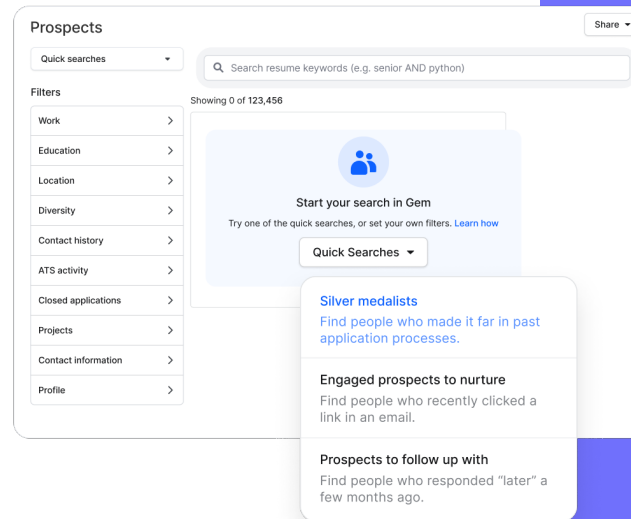 Prospects
Share
Quick searches
Search resume keywords (e.g. senior AND python)
Filters
Showing 0 of 123,456
Work
Education
Location
Diversity
Contact history
ATS activity
Closed applications
Projects
Contact information
Profile
Start your search in Gem
Try one of the quick searches, or set your own filters. Learn how
Quick Searches
Silver medalists
Find people who made it far in past
application processes.
Engaged prospects to nurture
Find people who recently clicked a
link in an email.
Prospects to follow up with
Find people who responded “later” a
few months ago.